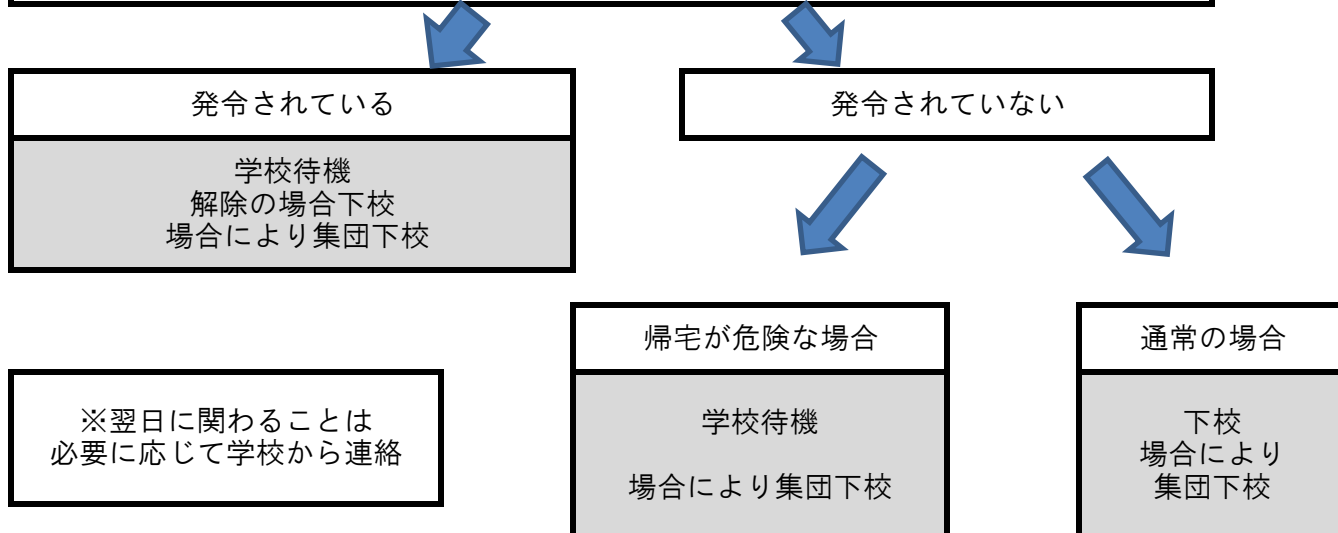 発令されている
発令されていない
学校待機
解除の場合下校
場合により集団下校
帰宅が危険な場合
通常の場合
※翌日に関わることは
必要に応じて学校から連絡
学校待機
場合により集団下校
下校
場合により
集団下校